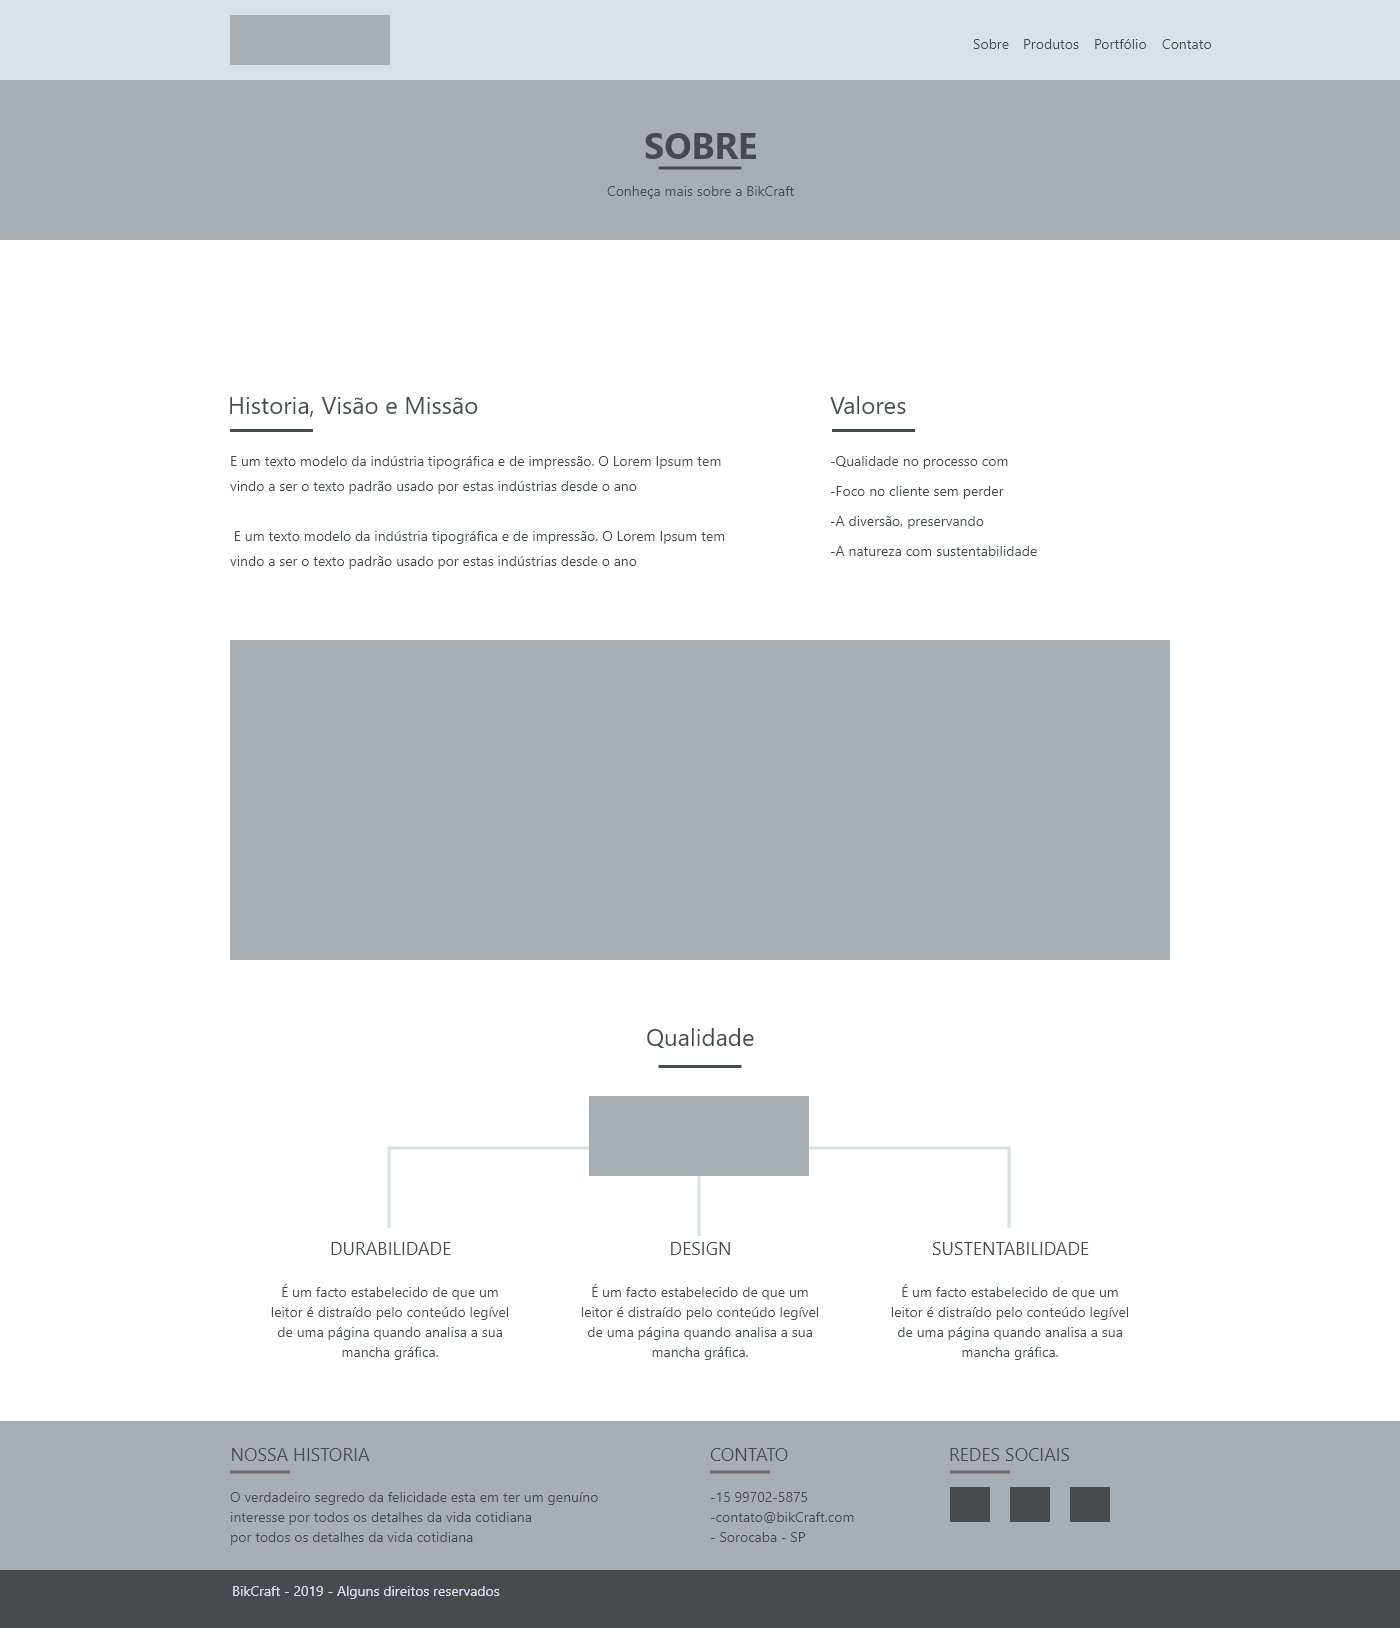 Sobre Produtos Portfólio Contato
SOBRE
Conheça mais sobre a BikCraft
Historia, Visão e Missão
E um texto modelo da indústria tipográfica e de impressão. O Lorem Ipsum tem
vindo a ser o texto padrão usado por estas indústrias desde o ano
E um texto modelo da indústria tipográfica e de impressão. O Lorem Ipsum tem
vindo a ser o texto padrão usado por estas indústrias desde o ano
Valores
-Qualidade no processo com
-Foco no cliente sem perder
-A diversão, preservando
-A natureza com sustentabilidade
Qualidade
DURABILIDADE
É um facto estabelecido de que um
leitor é distraído pelo conteúdo legível
de uma página quando analisa a sua
mancha gráfica.
DESIGN
É um facto estabelecido de que um
leitor é distraído pelo conteúdo legível
de uma página quando analisa a sua
mancha gráfica.
SUSTENTABILIDADE
É um facto estabelecido de que um
leitor é distraído pelo conteúdo legível
de uma página quando analisa a sua
mancha gráfica.
NOSSA HISTORIA
O verdadeiro segredo da felicidade esta em ter um genuíno
interesse por todos os detalhes da vida cotidiana
por todos os detalhes da vida cotidiana
CONTATO
-15 99702-5875
-contato@bikCraft.com
- Sorocaba - SP
REDES SOCIAIS
BikCraft - 2019 - Alguns direitos reservados